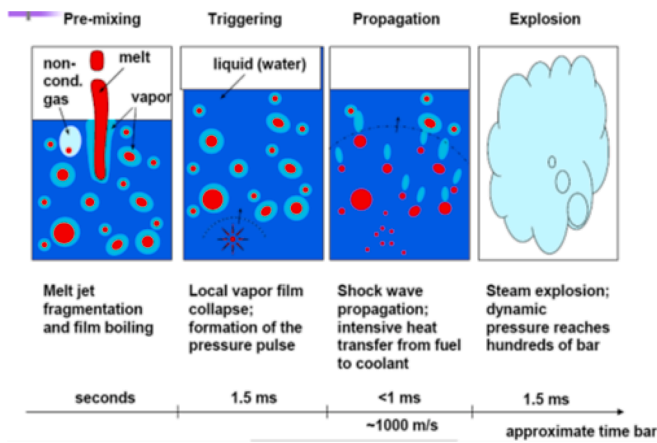 Pre-mixing
Triggering
Propagation
Explosion
non-
cond.
gas
melt
vapor
liquid (water)
Melt jet
fragmentation
and film boiling
Local vapor film
collapse;
formation of the
pressure pulse
Shock wave
propagation;
intensive heat
transfer from fuel
to coolant
Steam explosion;
dynamic
pressure reaches
hundreds of bar
seconds
1.5 ms
<1 ms
1.5 ms
~1000 m/s
approximate time bar